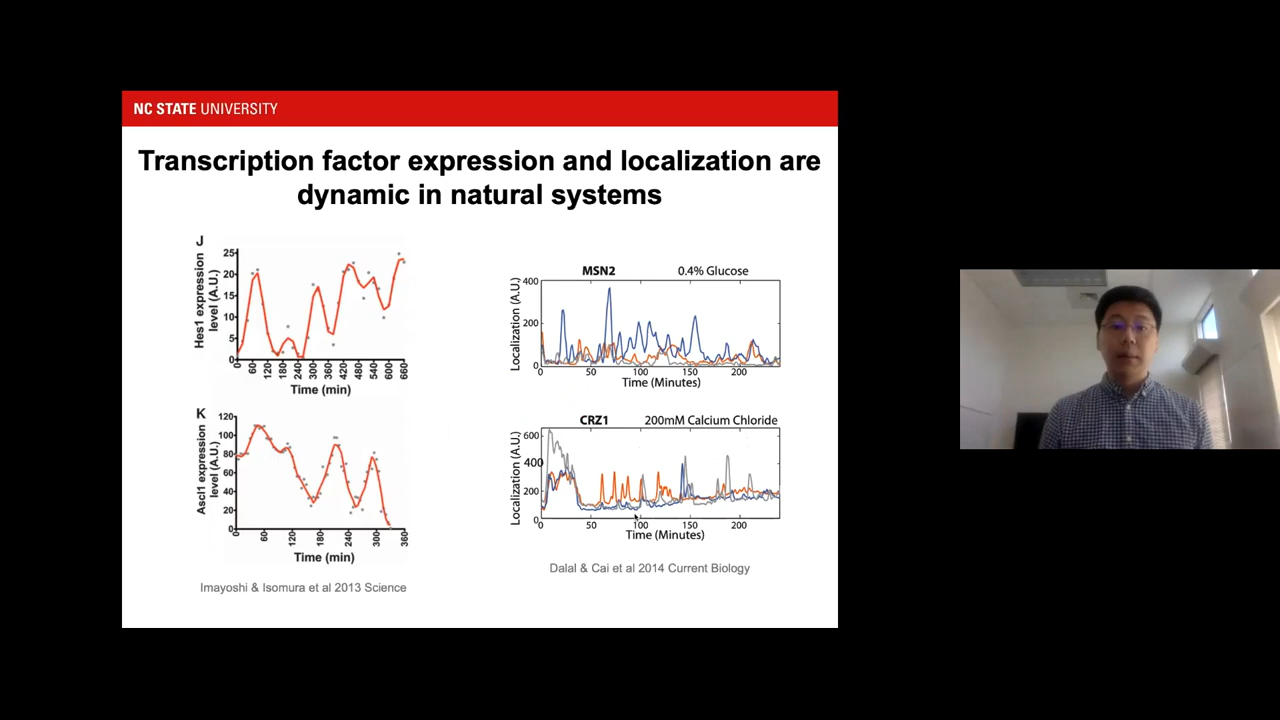 NC STATE UNIVERSITY
Transcription factor expression and localization are
dynamic in natural systems
J
Hes1 expression
level (A.U.)
25
20
15
10
5
0
0 60 120 180 240 300 360 420 480 540 600 660
Time (min)
K
Ascl1 expression
level (A.U.)
120
100
80
60
40
20
0
0 60 120 180 240 300 360
Time (min)
Imayoshi & Isomura et al 2013 Science
MSN2 0.4% Glucose
Localization (A.U.)
400
200
0
0 50 100 150 200
Time (Minutes)
CRZ1 200mM Calcium Chloride
Localization (A.U.)
600
400
200
0
0 50 100 150 200
Time (Minutes)
Dalal & Cai et al 2014 Current Biology